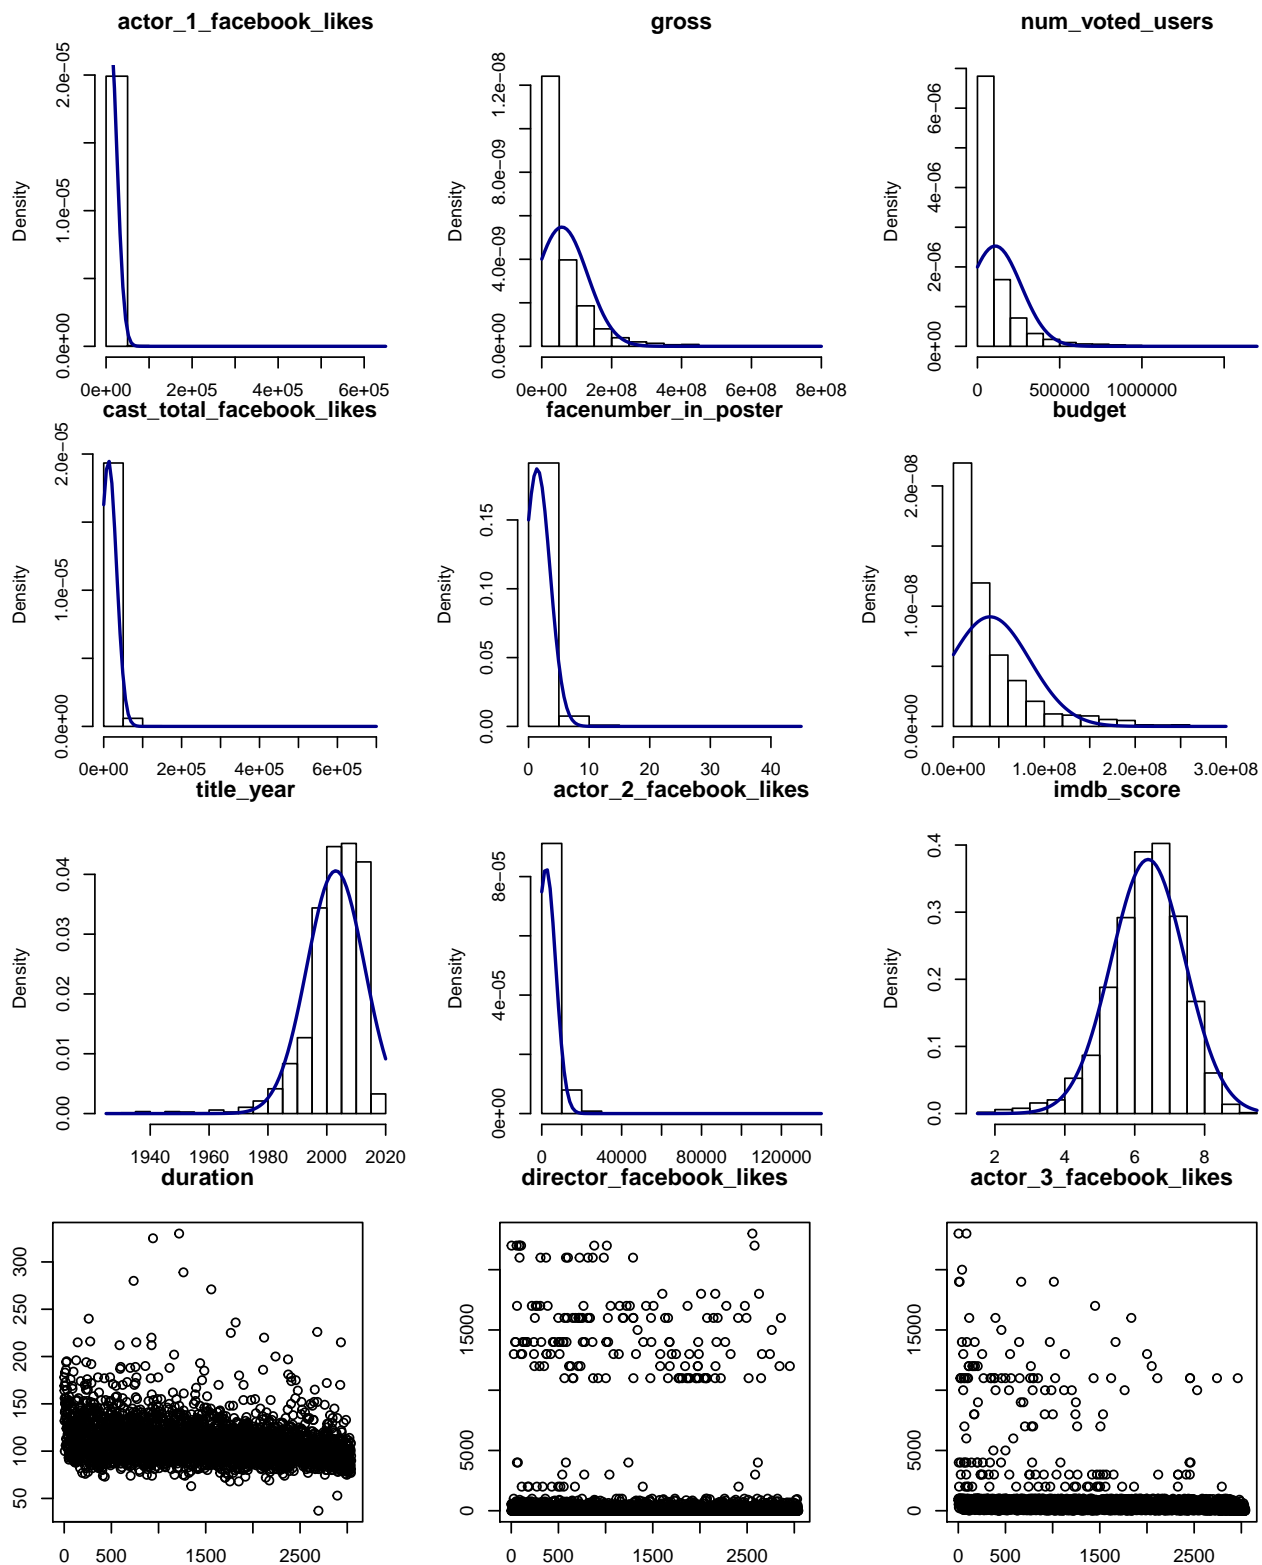 actor_1_facebook_likes
gross
num_voted_users
Density
0.0e+00 1.0e−05 2.0e−05
0e+00 2e+05 4e+05 6e+05
Density
0.0e+00 4.0e−09 8.0e−09 1.2e−08
0e+00 2e+08 4e+08 6e+08 8e+08
Density
0e+00 2e−06 4e−06 6e−06
0 500000 1000000
cast_total_facebook_likes
facenumber_in_poster
budget
Density
0.0e+00 1.0e−05 2.0e−05
0e+00 2e+05 4e+05 6e+05
Density
0.00 0.05 0.10 0.15
0 10 20 30 40
Density
0.0e+00 1.0e−08 2.0e−08
0.0e+00 1.0e+08 2.0e+08 3.0e+08
title_year
actor_2_facebook_likes
imdb_score
Density
0.00 0.01 0.02 0.03 0.04
1940 1960 1980 2000 2020
Density
0e+00 4e−05 8e−05
0 40000 80000 120000
Density
0.0 0.1 0.2 0.3 0.4
2 4 6 8
duration
director_facebook_likes
actor_3_facebook_likes
50 100 150 200 250 300
0 500 1500 2500
0 5000 15000
0 500 1500 2500
0 5000 15000
0 500 1500 2500